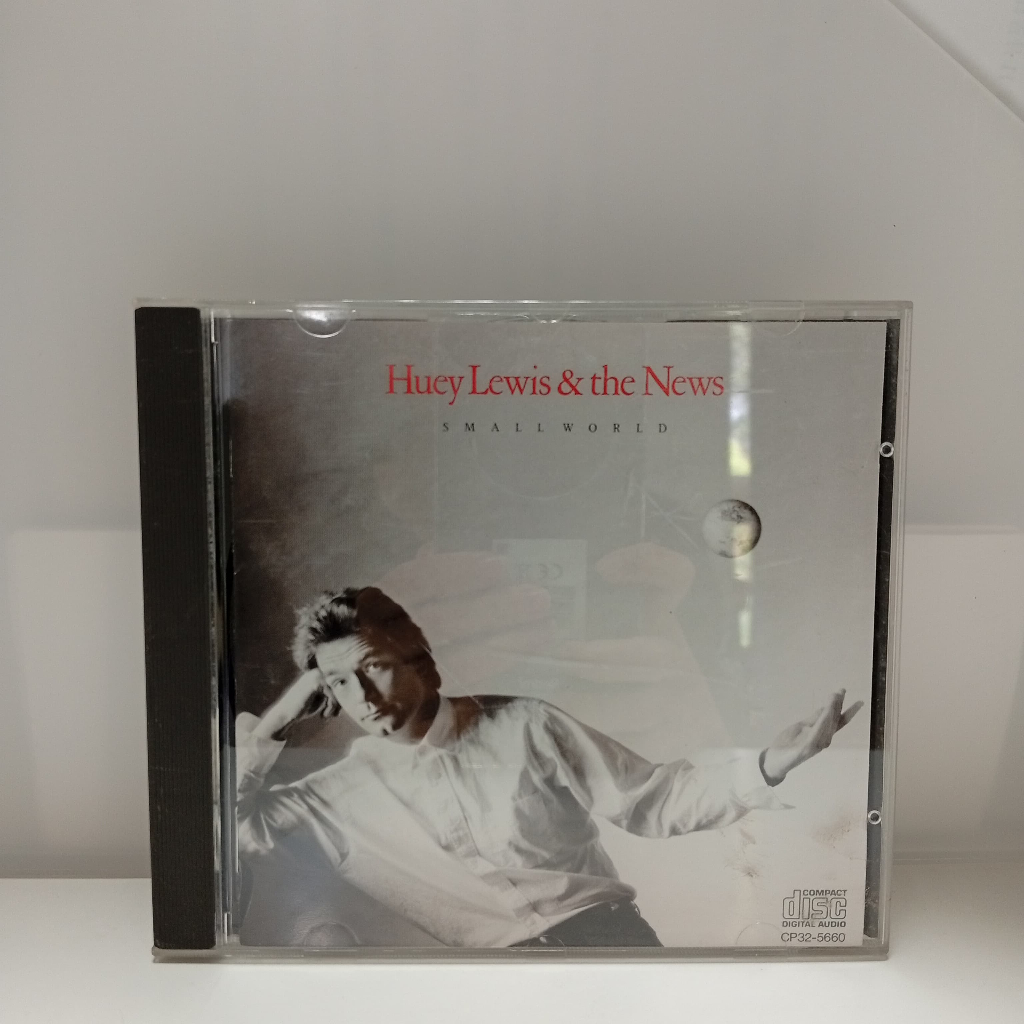 Huey Lewis & the News
SMALL WORLD
COMPACT
disc
DIGITAL AUDIO
CP32-5660